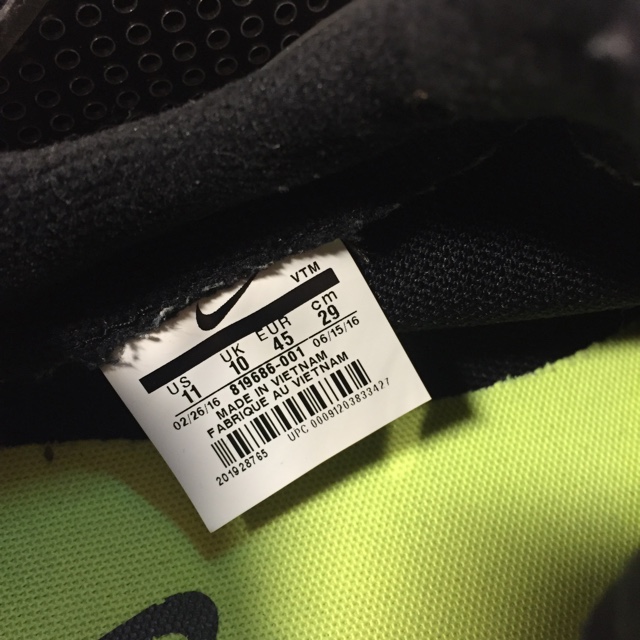 VTM
US UK EUR cm
11 10 45 29
02/26/16 819686-001 06/15/16
MADE IN VIETNAM
FABRIQUE AU VIETNAM
201928765 UPC 00091203833427